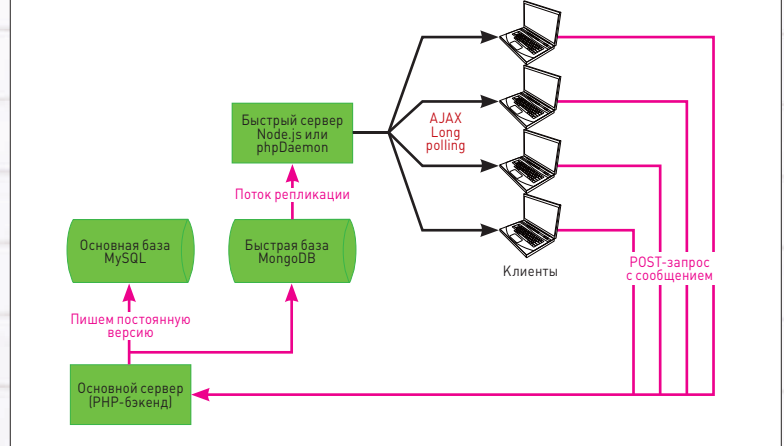 Быстрый сервер
Node.js или
phpDaemon
AJAX
Long
polling
Поток репликации
Основная база
MySQL
Быстрая база
MongoDB
Клиенты
POST-запрос
с сообщением
Пишем постоянную
версию
Основной сервер
(PHP-бэкенд)